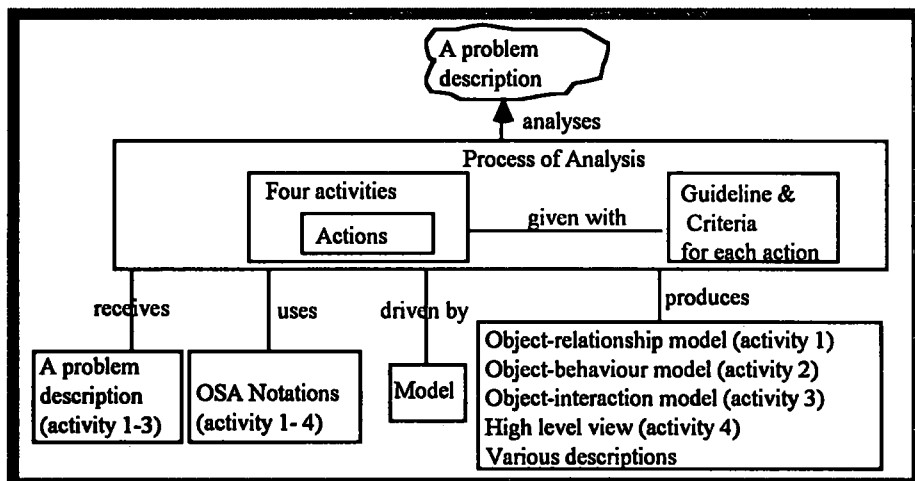 A problem
description
analyses
Process of Analysis
Four activities
Actions
given with
Guideline &
Criteria
for each action
receives
uses
driven by
produces
A problem
description
(activity 1-3)
OSA Notations
(activity 1- 4)
Model
Object-relationship model (activity 1)
Object-behaviour model (activity 2)
Object-interaction model (activity 3)
High level view (activity 4)
Various descriptions